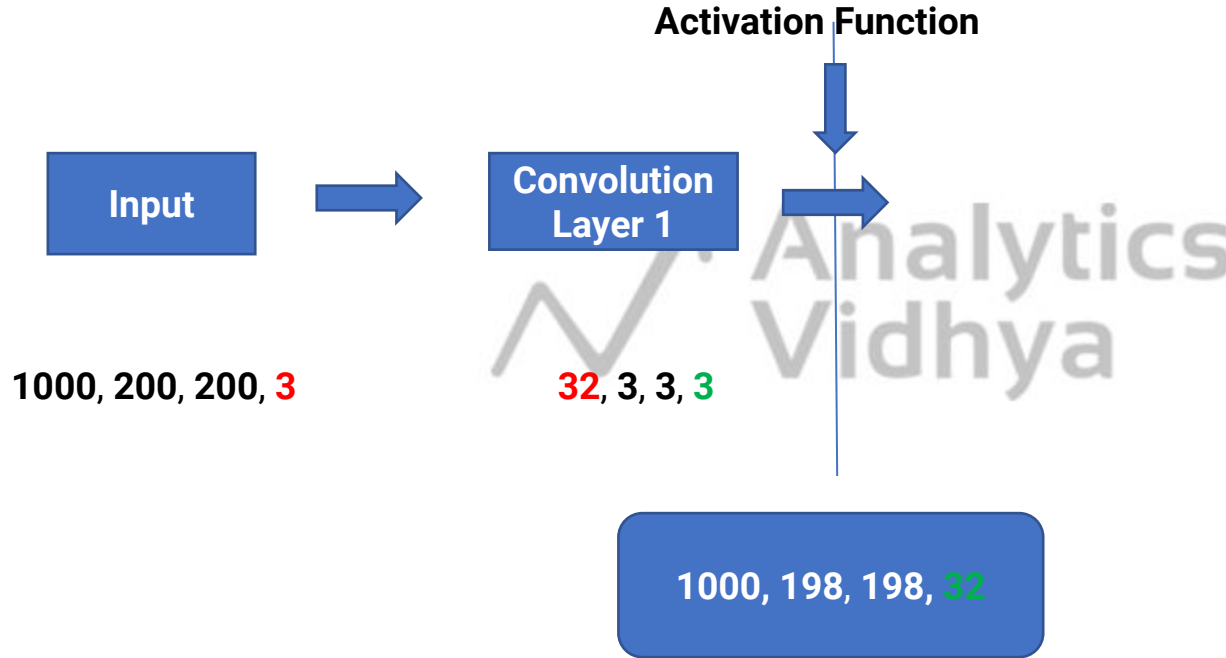 Activation Function
Input
Convolution
Layer 1
Analytics
Vidhya
1000, 200, 200, 3
32, 3, 3, 3
1000, 198, 198, 32